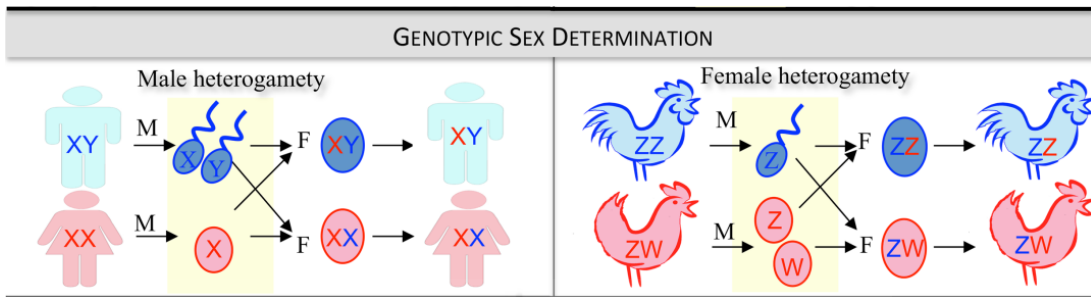 GENOTYPIC SEX DETERMINATION
Male heterogamety
XY
M
X
Y
F
XY
XY
XX
M
X
F
XX
XX
Female heterogamety
ZZ
M
Z
F
ZZ
ZZ
ZW
M
Z
W
F
ZW
ZW